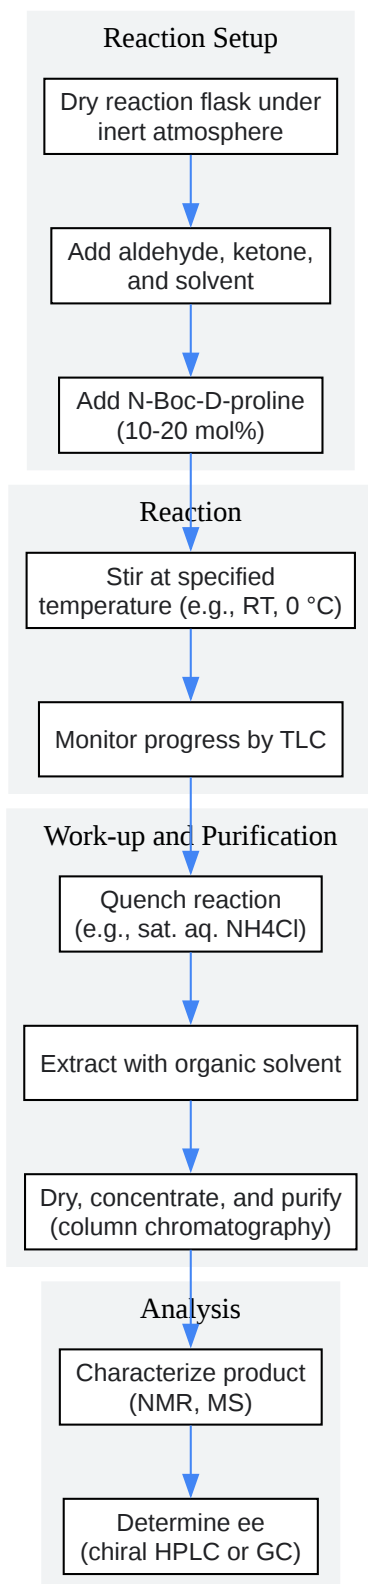 Reaction Setup
Dry reaction flask under
inert atmosphere
Add aldehyde, ketone,
and solvent
Add N-Boc-D-proline
(10-20 mol%)
Reaction
Stir at specified
temperature (e.g., RT, 0 °C)
Monitor progress by TLC
Work-up and Purification
Quench reaction
(e.g., sat. aq. NH4Cl)
Extract with organic solvent
Dry, concentrate, and purify
(column chromatography)
Analysis
Characterize product
(NMR, MS)
Determine ee
(chiral HPLC or GC)